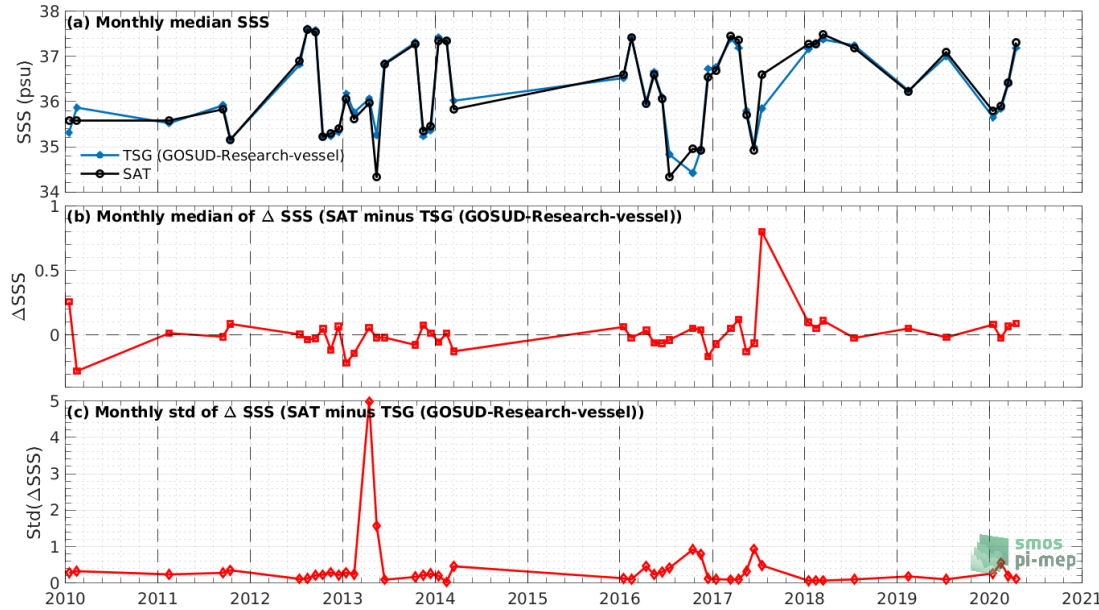 38
(a) Monthly median SSS
37
36
35
34
SSS (psu)
TSG (GOSUD-Research-vessel)
SAT
1
(b) Monthly median of Δ SSS (SAT minus TSG (GOSUD-Research-vessel))
0.5
0
ΔSSS
5
(c) Monthly std of Δ SSS (SAT minus TSG (GOSUD-Research-vessel))
4
3
2
1
0
Std(ΔSSS)
smos
pi-mep
2010 2011 2012 2013 2014 2015 2016 2017 2018 2019 2020 2021